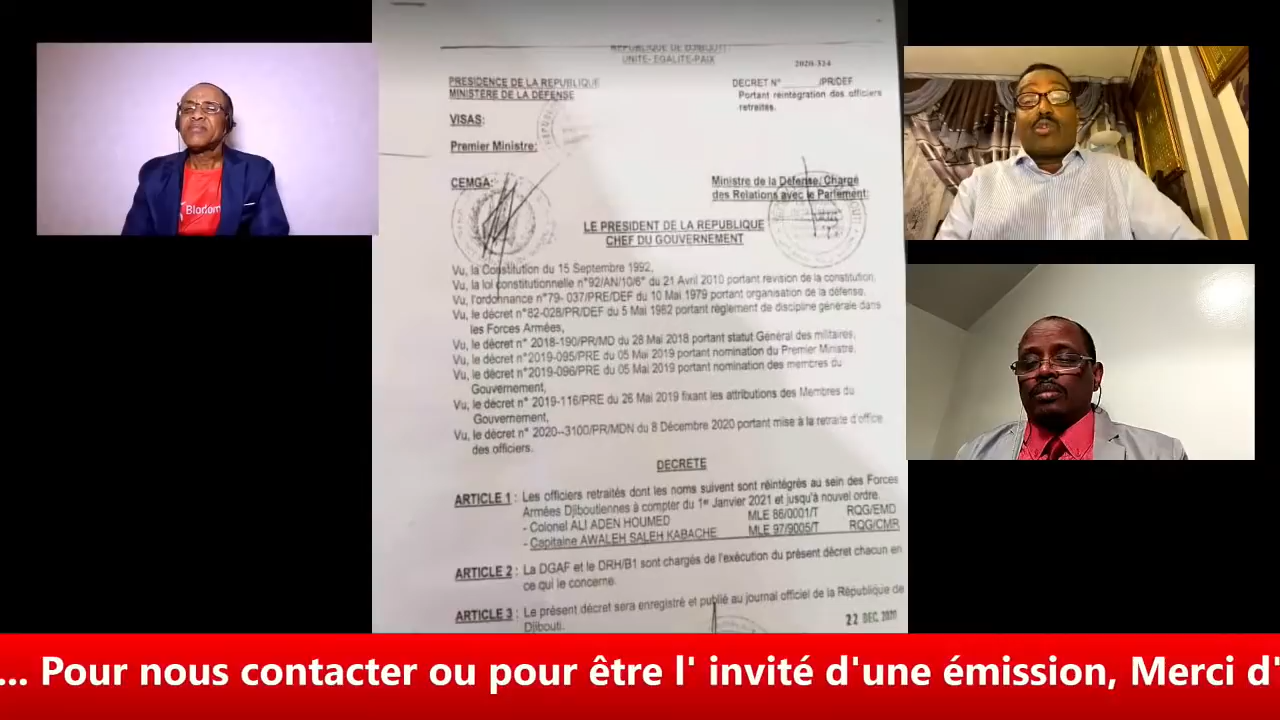 REPUBLIQUE DE DJIBOUTI
UNITE- EGALITE-PAIX
2020-324
PRESIDENCE DE LA REPUBLIQUE
MINISTÈRE DE LA DÉFENSE
DECRET N° ______/PR/DEF
Portant réintégration des officiers
retraités.
VISAS:
Premier Ministre:
CEMGA:
Ministre de la Défense, Chargé
des Relations avec le Parlement:
LE PRESIDENT DE LA REPUBLIQUE
CHEF DU GOUVERNEMENT
Vu, la Constitution du 15 Septembre 1992,
Vu, la loi constitutionnelle n°92/AN/10/6° du 21 Avril 2010 portant revision de la constitution,
Vu, l'ordonnance n°79- 037/PRE/DEF du 10 Mai 1979 portant organisation de la défense.
Vu, le décret n°82-028/PR/DEF du 5 Mai 1982 portant règlement de discipline générale dans
les Forces Armées,
Vu, le décret n° 2018-190/PR/MD du 28 Mai 2018 portant statut Général des militaires,
Vu, le décret n°2019-095/PRE du 05 Mai 2019 portant nomination du Premier Ministre,
Vu, le décret n°2019-096/PRE du 05 Mai 2019 portant nomination des membres du
Gouvernement,
Vu, le décret n° 2019-116/PRE du 26 Mai 2019 fixant les attributions des Membres du
Gouvernement,
Vu, le décret n° 2020--3100/PR/MDN du 8 Décembre 2020 portant mise à la retraite d'office
des officiers.
DECRETE
ARTICLE 1 : Les officiers retraités dont les noms suivent sont réintégrés au sein des Forces
Armées Djiboutiennes à compter du 1er Janvier 2021 et jusqu'à nouvel ordre.
- Colonel ALI ADEN HOUMED MLE 86/0001/T RQG/EMD
- Capitaine AWALEH SALEH KABACHE MLE 97/9005/T RQG/CMR
ARTICLE 2 : La DGAF et le DRH/B1 sont chargés de l'exécution du présent décret chacun en
ce qui le concerne.
ARTICLE 3 : Le présent décret sera enregistré et publié au journal officiel de la République de
Djibouti.
22 DEC. 2020
Blodom
... Pour nous contacter ou pour être l' invité d'une émission, Merci d'